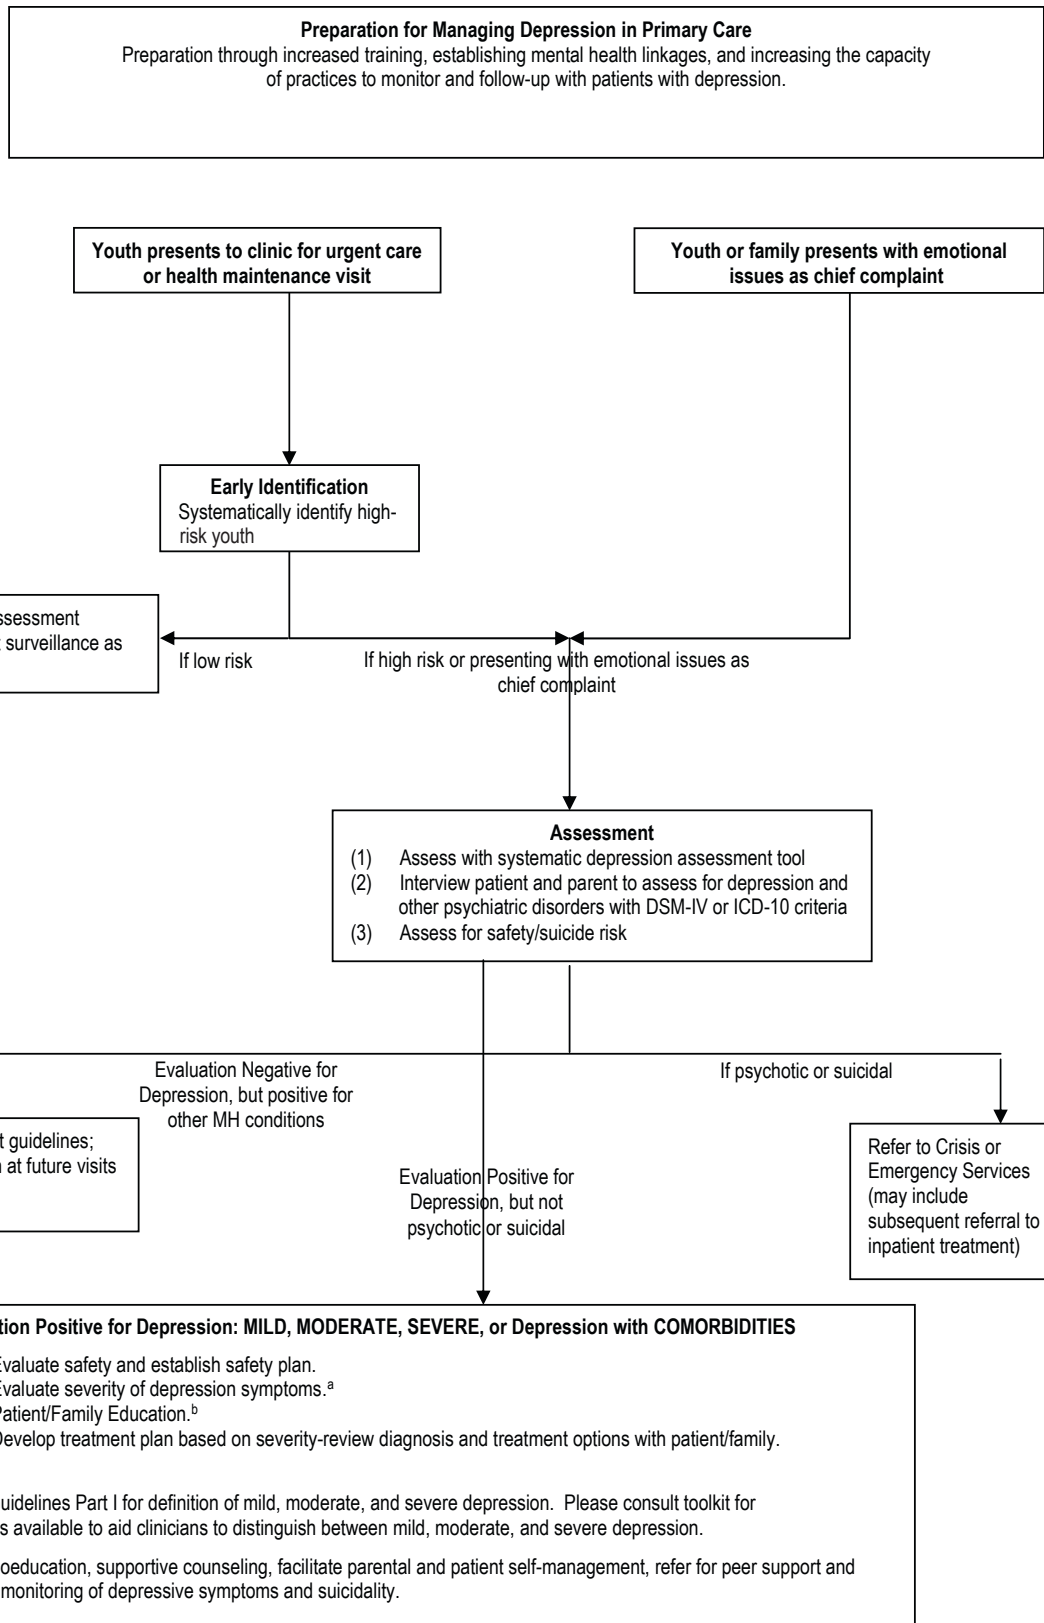 Preparation for Managing Depression in Primary Care
Preparation through increased training, establishing mental health linkages, and increasing the capacity
of practices to monitor and follow-up with patients with depression.
Youth presents to clinic for urgent care
or health maintenance visit
Youth or family presents with emotional
issues as chief complaint
Early Identification
Systematically identify high-
risk youth
ssessment
surveillance as
If low risk
If high risk or presenting with emotional issues as
chief complaint
Assessment
(1) Assess with systematic depression assessment tool
(2) Interview patient and parent to assess for depression and
other psychiatric disorders with DSM-IV or ICD-10 criteria
(3) Assess for safety/suicide risk
Evaluation Negative for
Depression, but positive for
other MH conditions
If psychotic or suicidal
t guidelines;
at future visits
Evaluation Positive for
Depression, but not
psychotic or suicidal
Refer to Crisis or
Emergency Services
(may include
subsequent referral to
inpatient treatment)
tion Positive for Depression: MILD, MODERATE, SEVERE, or Depression with COMORBIDITIES
Evaluate safety and establish safety plan.
Evaluate severity of depression symptoms.ᵃ
Patient/Family Education.ᵇ
Develop treatment plan based on severity-review diagnosis and treatment options with patient/family.
uidelines Part I for definition of mild, moderate, and severe depression. Please consult toolkit for
s available to aid clinicians to distinguish between mild, moderate, and severe depression.
oeducation, supportive counseling, facilitate parental and patient self-management, refer for peer support and
monitoring of depressive symptoms and suicidality.